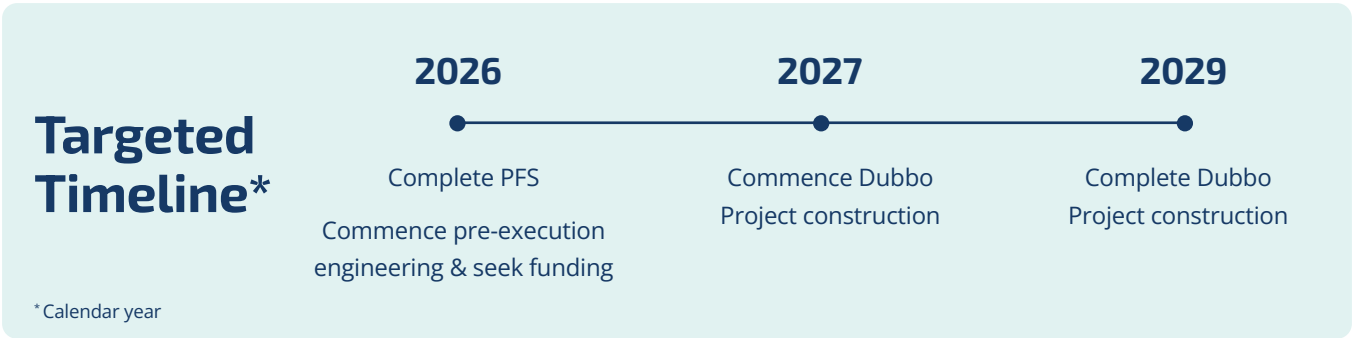 Targeted
Timeline*
* Calendar year
2026
Complete PFS
Commence pre-execution
engineering & seek funding
2027
Commence Dubbo
Project construction
2029
Complete Dubbo
Project construction